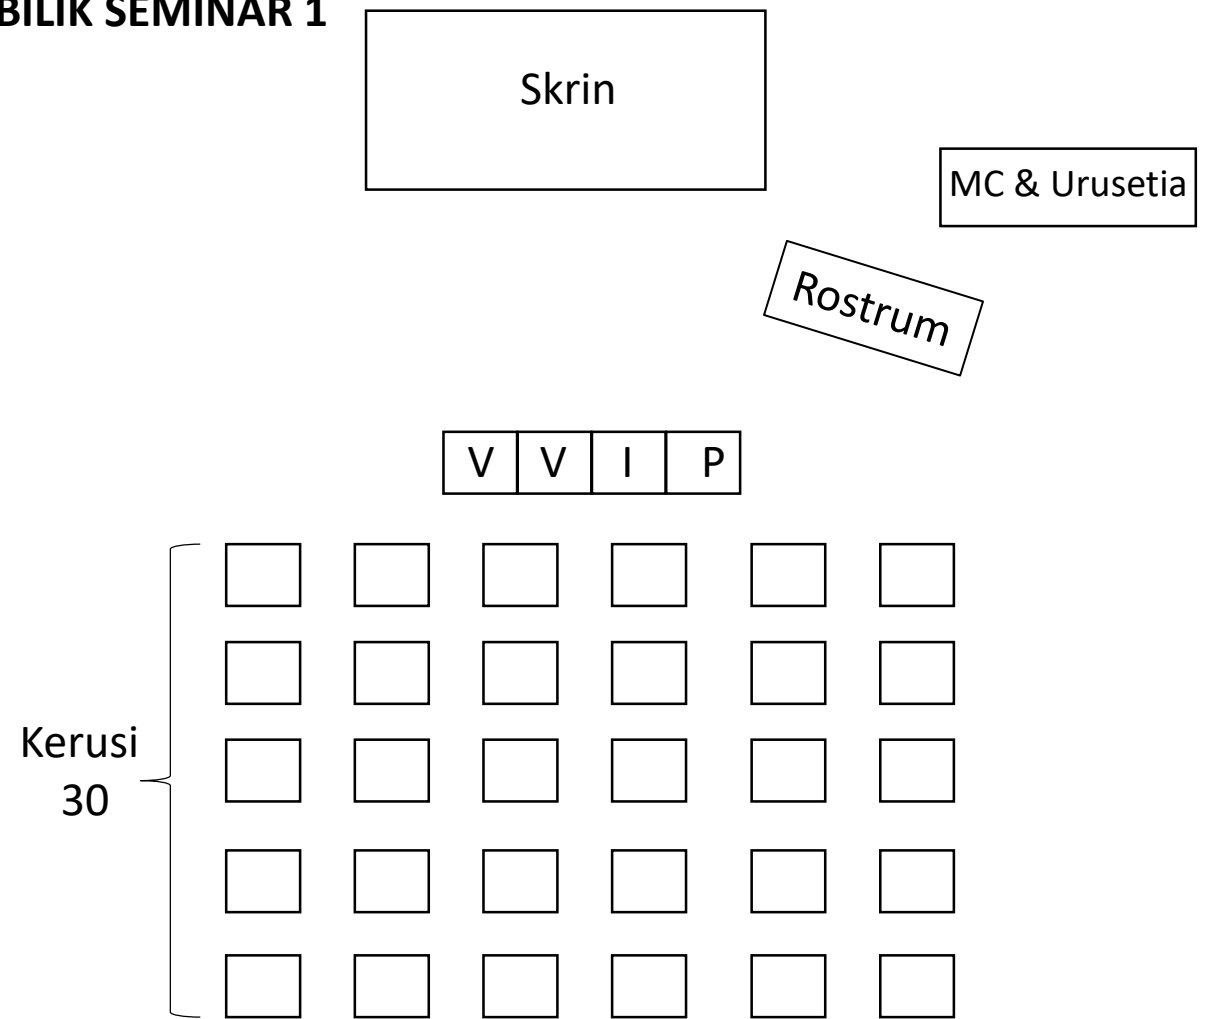 BILIK SEMINAR 1
Skrin
MC & Urusetia
Rostrum
V V I P
Kerusi
30